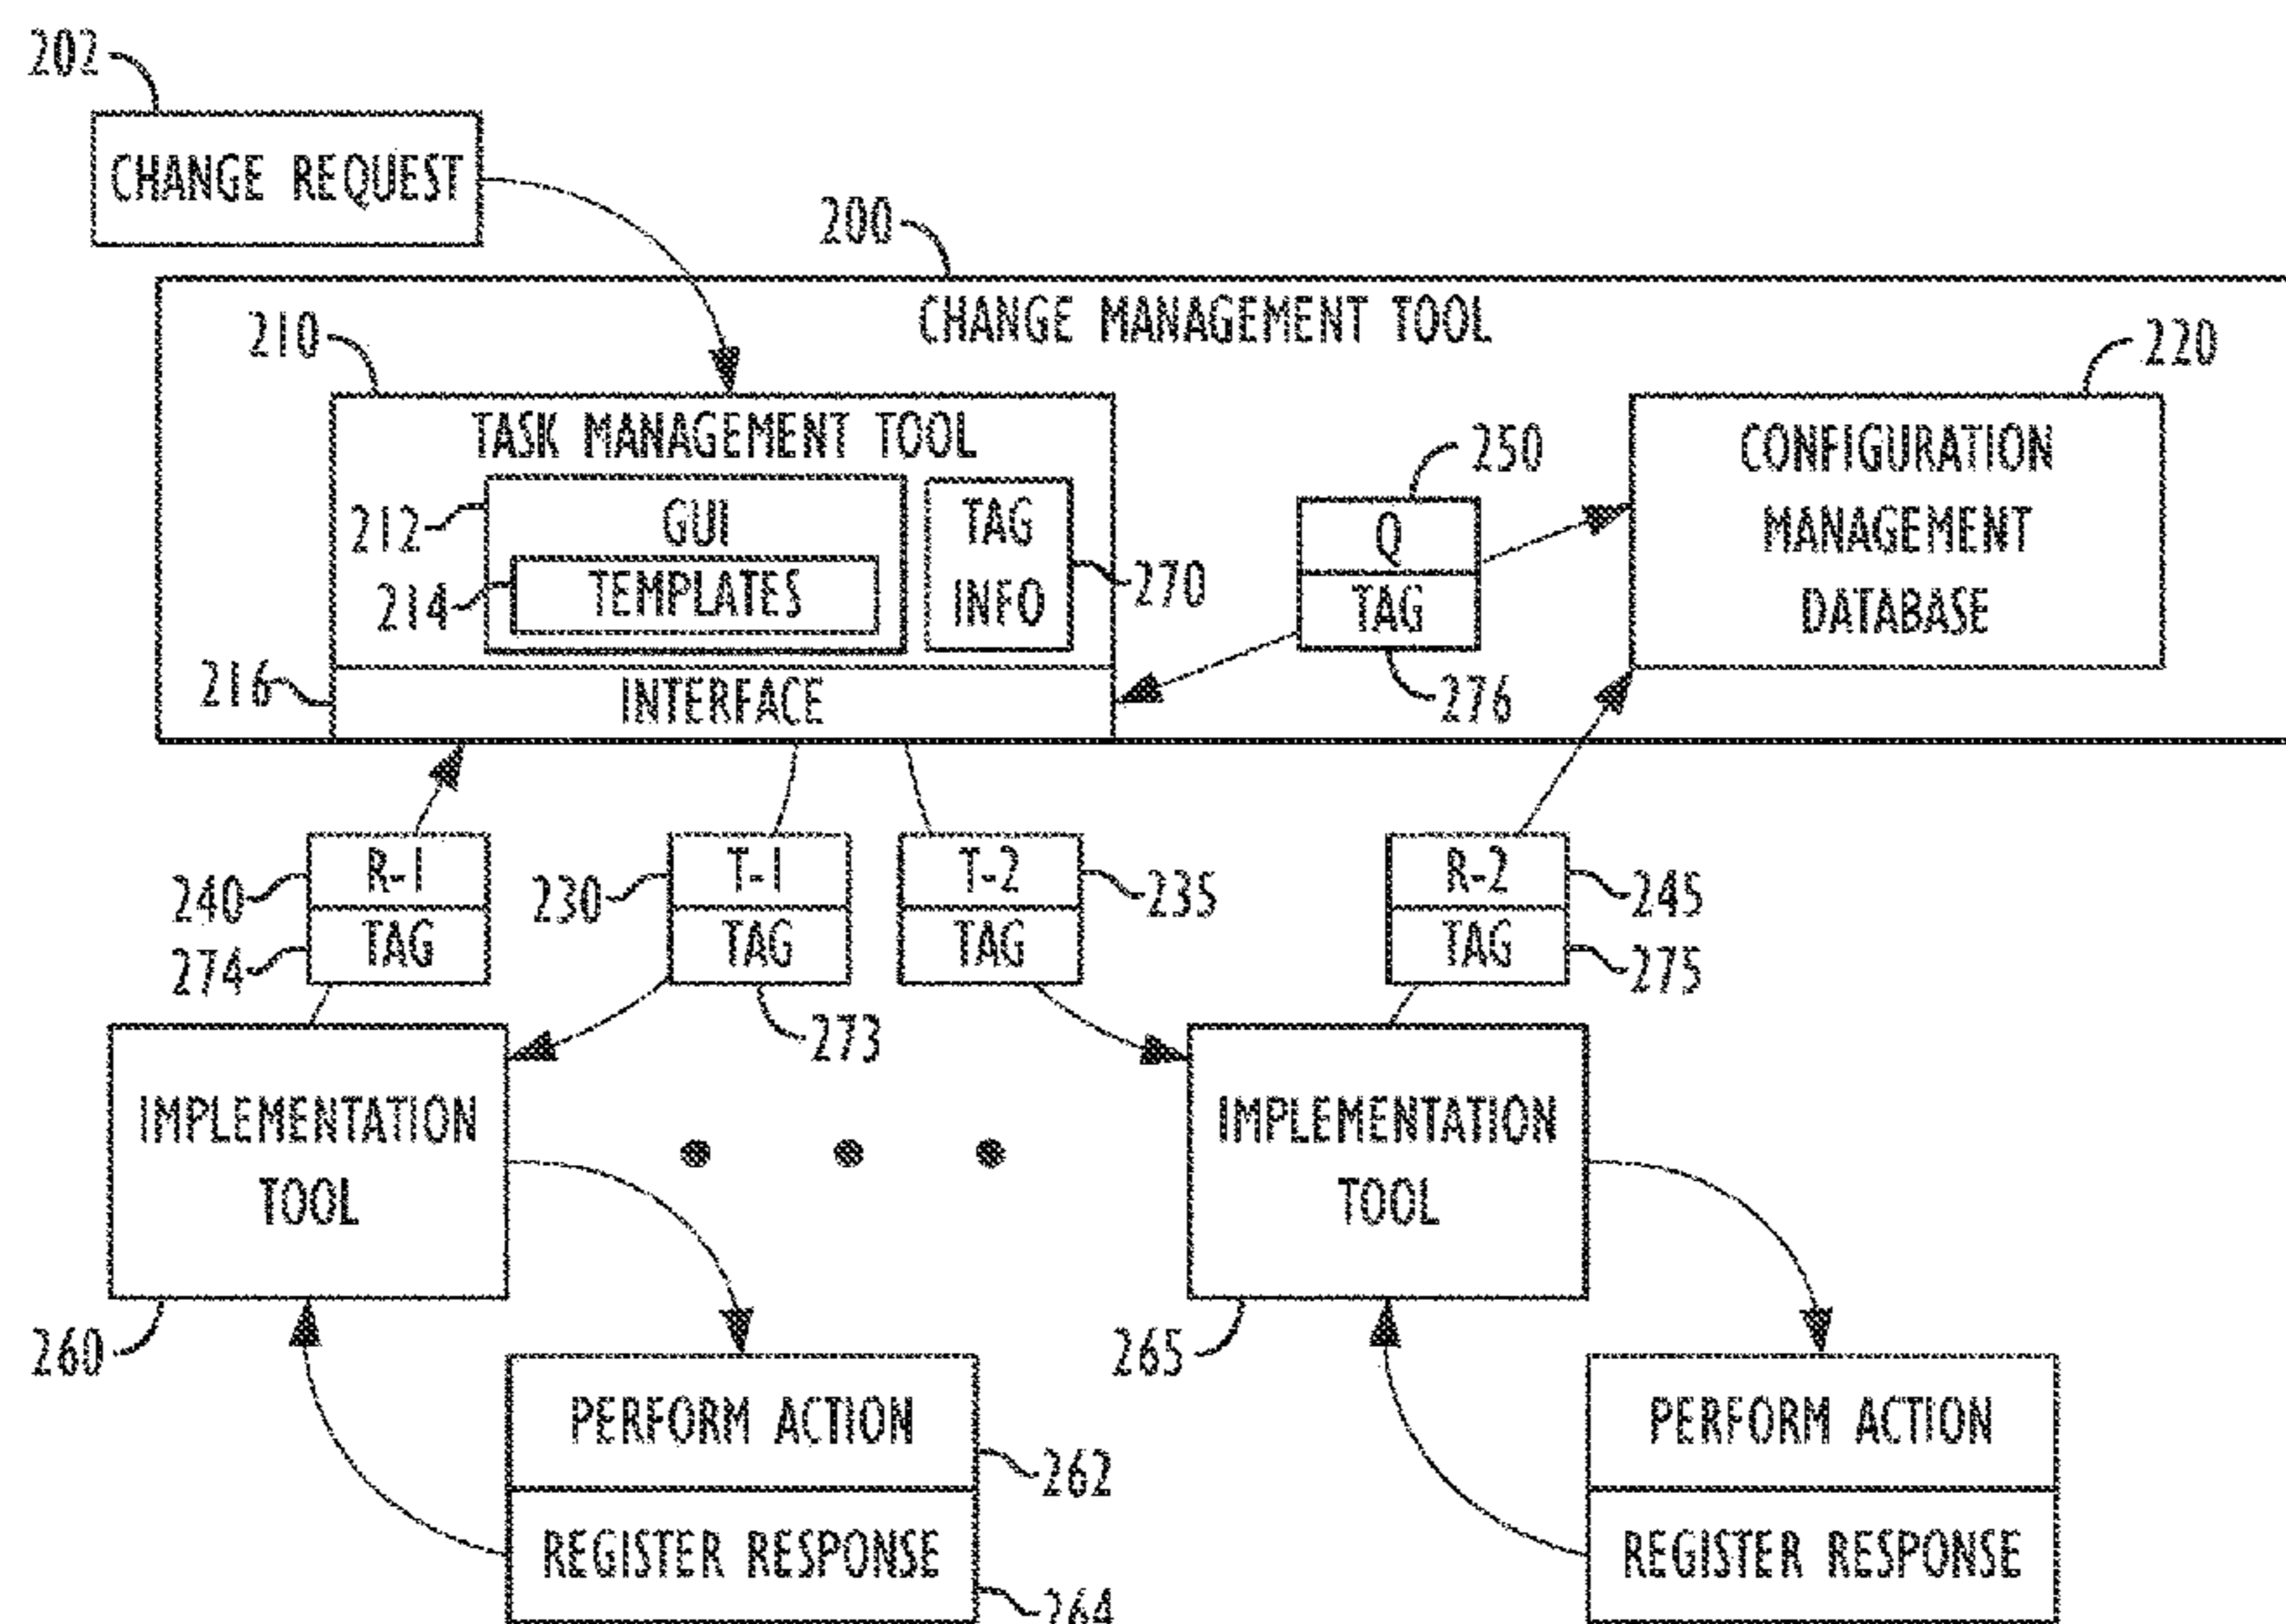 202
CHANGE REQUEST
200
CHANGE MANAGEMENT TOOL
210
220
TASK MANAGEMENT TOOL
CONFIGURATION
MANAGEMENT
DATABASE
250
212
GUI
TAG
INFO
Q
TAG
270
214
TEMPLATES
216
INTERFACE
276
240
R-1
230
T-1
T-2
235
R-2
245
274
TAG
TAG
TAG
TAG
275
273
IMPLEMENTATION
TOOL
IMPLEMENTATION
TOOL
260
265
PERFORM ACTION
262
PERFORM ACTION
REGISTER RESPONSE
264
REGISTER RESPONSE